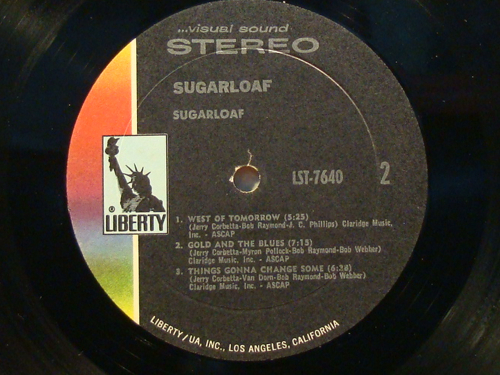 ...visual sound
STEREO
SUGARLOAF
SUGARLOAF
LST-7640 2
® LIBERTY
1. WEST OF TOMORROW (5:25)
(Jerry Corbetta-Bob Raymond-J. C. Phillips) Claridge Music,
Inc. - ASCAP
2. GOLD AND THE BLUES (7:15)
(Jerry Corbetta-Myron Pollock-Bob Raymond-Bob Webber)
Claridge Music, Inc. - ASCAP
3. THINGS GONNA CHANGE SOME (6:28)
(Jerry Corbetta-Van Dorn-Bob Raymond-Bob Webber)
Claridge Music, Inc. - ASCAP
LIBERTY/UA, INC., LOS ANGELES, CALIFORNIA